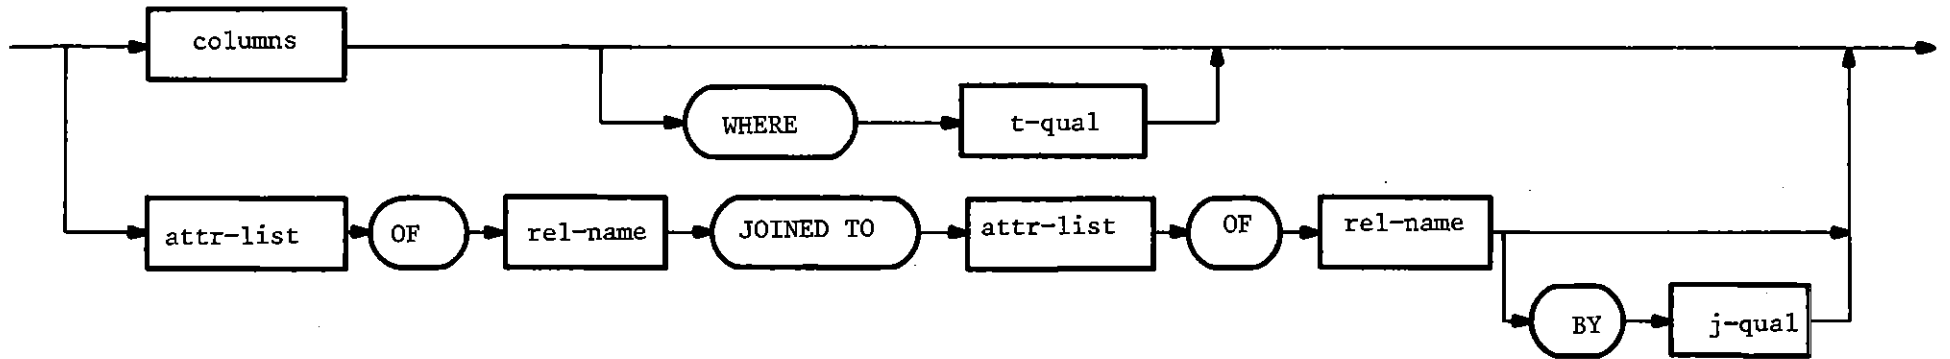 columns
WHERE
t-qual
attr-list
OF
rel-name
JOINED TO
attr-list
OF
rel-name
BY
j-qual